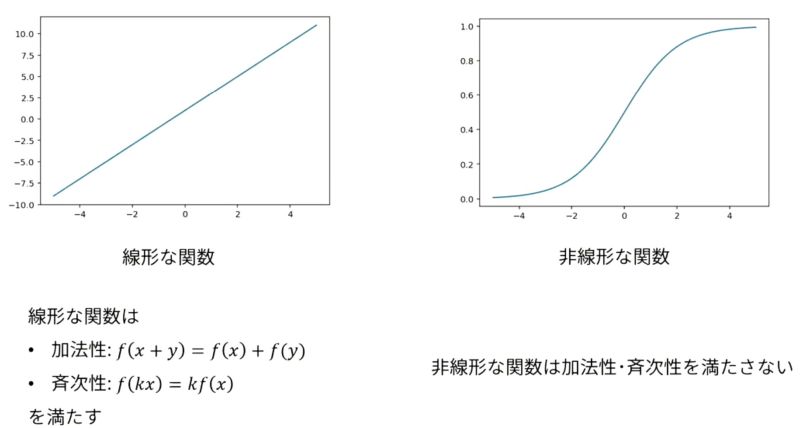 10.0
7.5
5.0
2.5
0.0
−2.5
−5.0
−7.5
−10.0
−4 −2 0 2 4
線形な関数
1.0
0.8
0.6
0.4
0.2
0.0
−4 −2 0 2 4
非線形な関数
線形な関数は
• 加法性: f(x + y) = f(x) + f(y)
• 斉次性: f(kx) = kf(x)
を満たす
非線形な関数は加法性･斉次性を満たさない